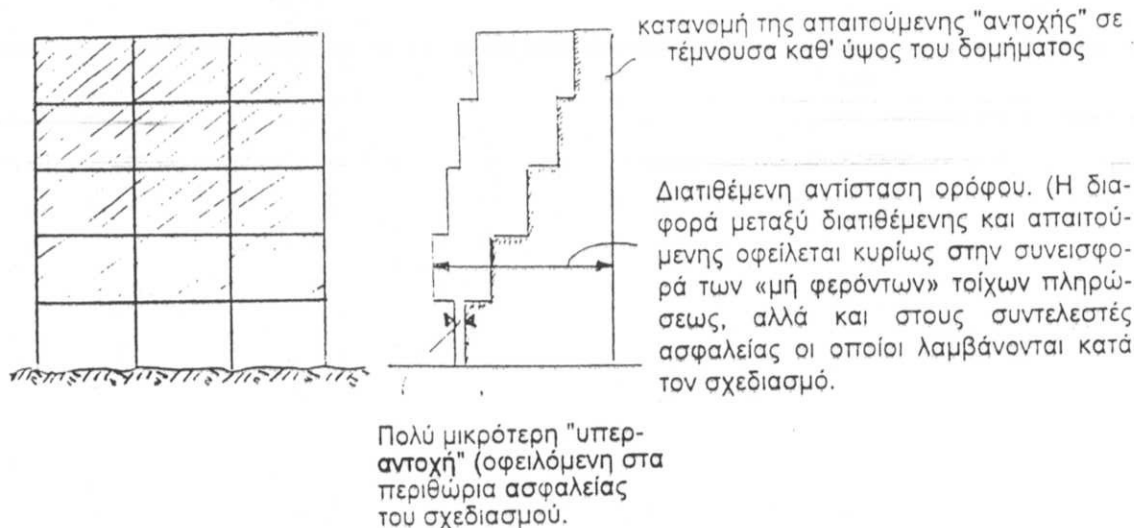 κατανομή της απαιτούμενης "αντοχής" σε
τέμνουσα καθ' ύψος του δομήματος
Διατιθέμενη αντίσταση ορόφου. (Η δια-
φορά μεταξύ διατιθέμενης και απαιτού-
μενης οφείλεται κυρίως στην συνεισφο-
ρά των «μή φερόντων» τοίχων πληρώ-
σεως, αλλά και στους συντελεστές
ασφαλείας οι οποίοι λαμβάνονται κατά
τον σχεδιασμό.
Πολύ μικρότερη "υπερ-
αντοχή" (οφειλόμενη στα
περιθώρια ασφαλείας
του σχεδιασμού.